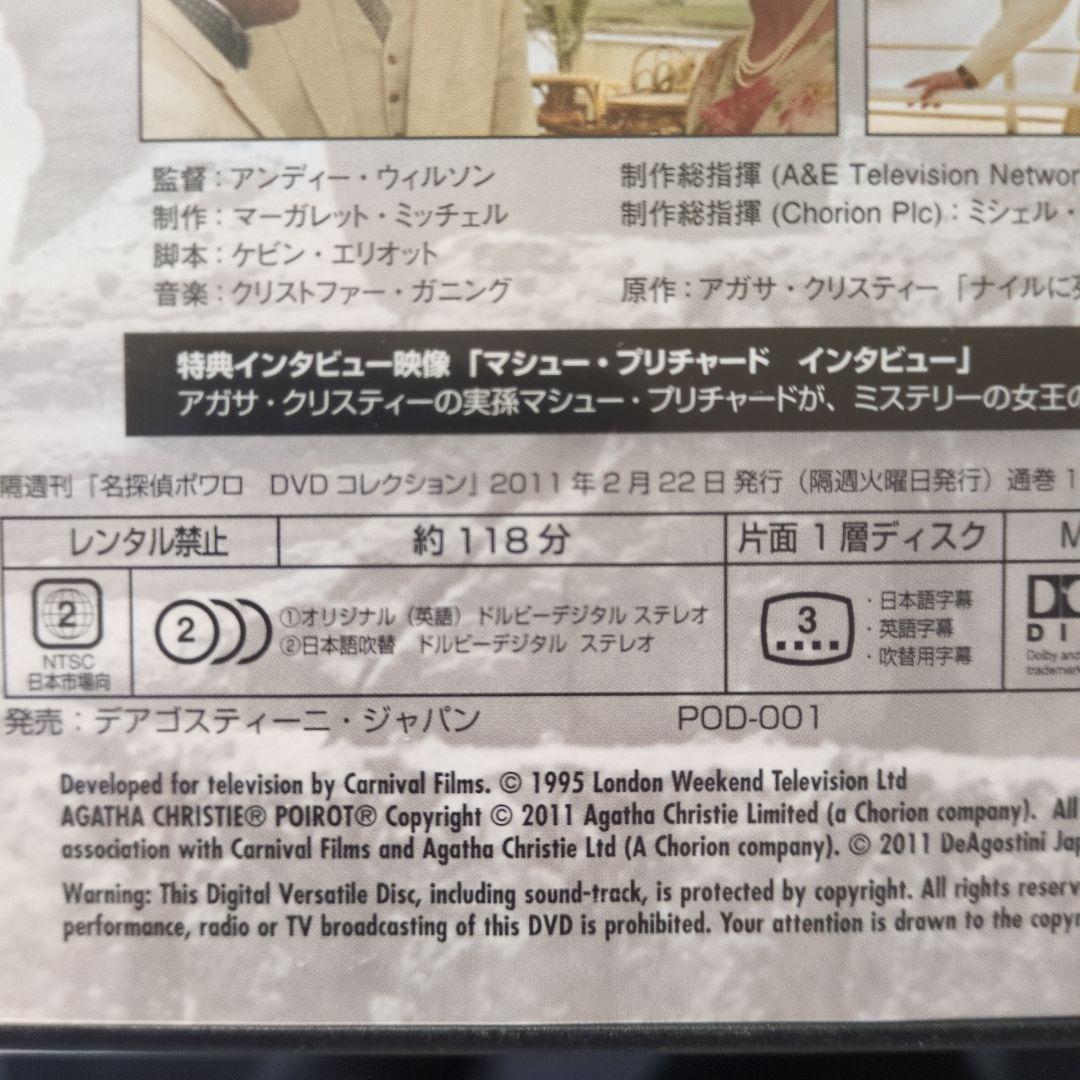 監督：アンディー・ウィルソン
制作：マーガレット・ミッチェル
脚本：ケビン・エリオット
音楽：クリストファー・ガニング
制作総指揮 (A&E Television
制作総指揮 (Chorion Plc)：ミシェル・
原作：アガサ・クリスティー「ナイルに
特典インタビュー映像「マシュー・プリチャード　インタビュー」
アガサ・クリスティーの実孫マシュー・プリチャードが、ミステリーの女王の
隔週刊『名探偵ポワロ　DVDコレクション』2011年2月22日発行（隔週火曜日発行）通巻1
レンタル禁止
約118分
片面1層ディスク
M
2
NTSC
日本市場向
2
①オリジナル（英語）ドルビーデジタル ステレオ
②日本語吹替　ドルビーデジタル ステレオ
3
・日本語字幕
・英語字幕
・吹替用字幕
DI
Dolby and
発売：デアゴスティーニ・ジャパン
POD-001
Developed for television by Carnival Films. © 1995 London Weekend Television Ltd
AGATHA CHRISTIE® POIROT® Copyright © 2011 Agatha Christie Limited (a Chorion company). All
association with Carnival Films and Agatha Christie Ltd (A Chorion company). © 2011 DeAgostini
Warning: This Digital Versatile Disc, including sound-track, is protected by copyright. All rights
performance, radio or TV broadcasting of this DVD is prohibited. Your attention is drawn to the